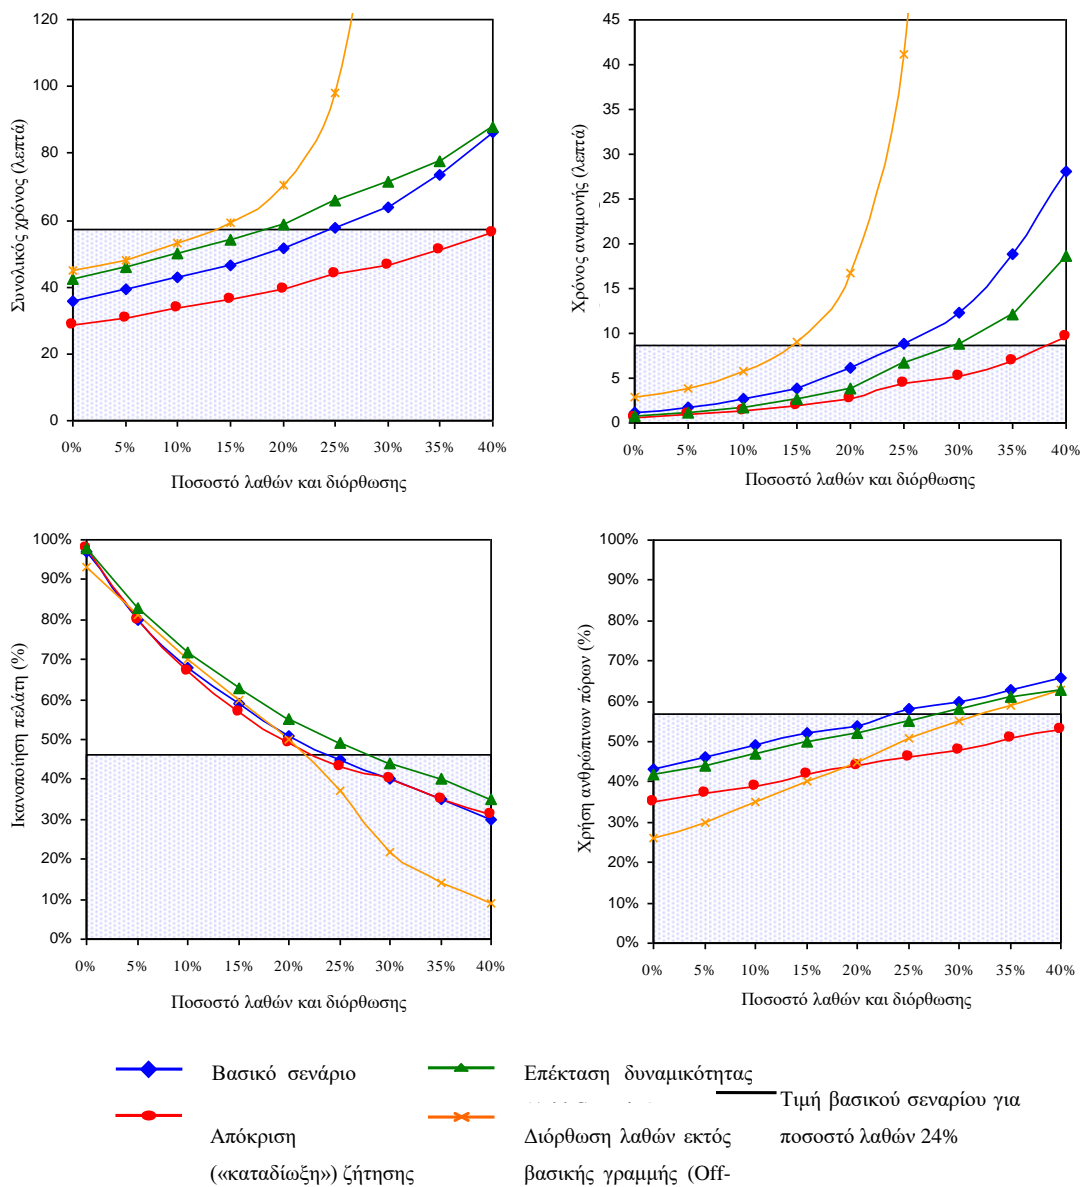 120
100
80
60
40
20
0
Συνολικός χρόνος (λεπτά)
0% 5% 10% 15% 20% 25% 30% 35% 40%
Ποσοστό λαθών και διόρθωσης
45
40
35
30
25
20
15
10
5
0
Χρόνος αναμονής (λεπτά)
0% 5% 10% 15% 20% 25% 30% 35% 40%
Ποσοστό λαθών και διόρθωσης
100%
90%
80%
70%
60%
50%
40%
30%
20%
10%
0%
Ικανοποίηση πελάτη (%)
0% 5% 10% 15% 20% 25% 30% 35% 40%
Ποσοστό λαθών και διόρθωσης
100%
90%
80%
70%
60%
50%
40%
30%
20%
10%
0%
Χρήση ανθρώπινων πόρων (%)
0% 5% 10% 15% 20% 25% 30% 35% 40%
Ποσοστό λαθών και διόρθωσης
Βασικό σενάριο
Απόκριση
(«καταδίωξη») ζήτησης
Επέκταση δυναμικότητας
Διόρθωση λαθών εκτός
βασικής γραμμής (Off-
Τιμή βασικού σεναρίου για
ποσοστό λαθών 24%